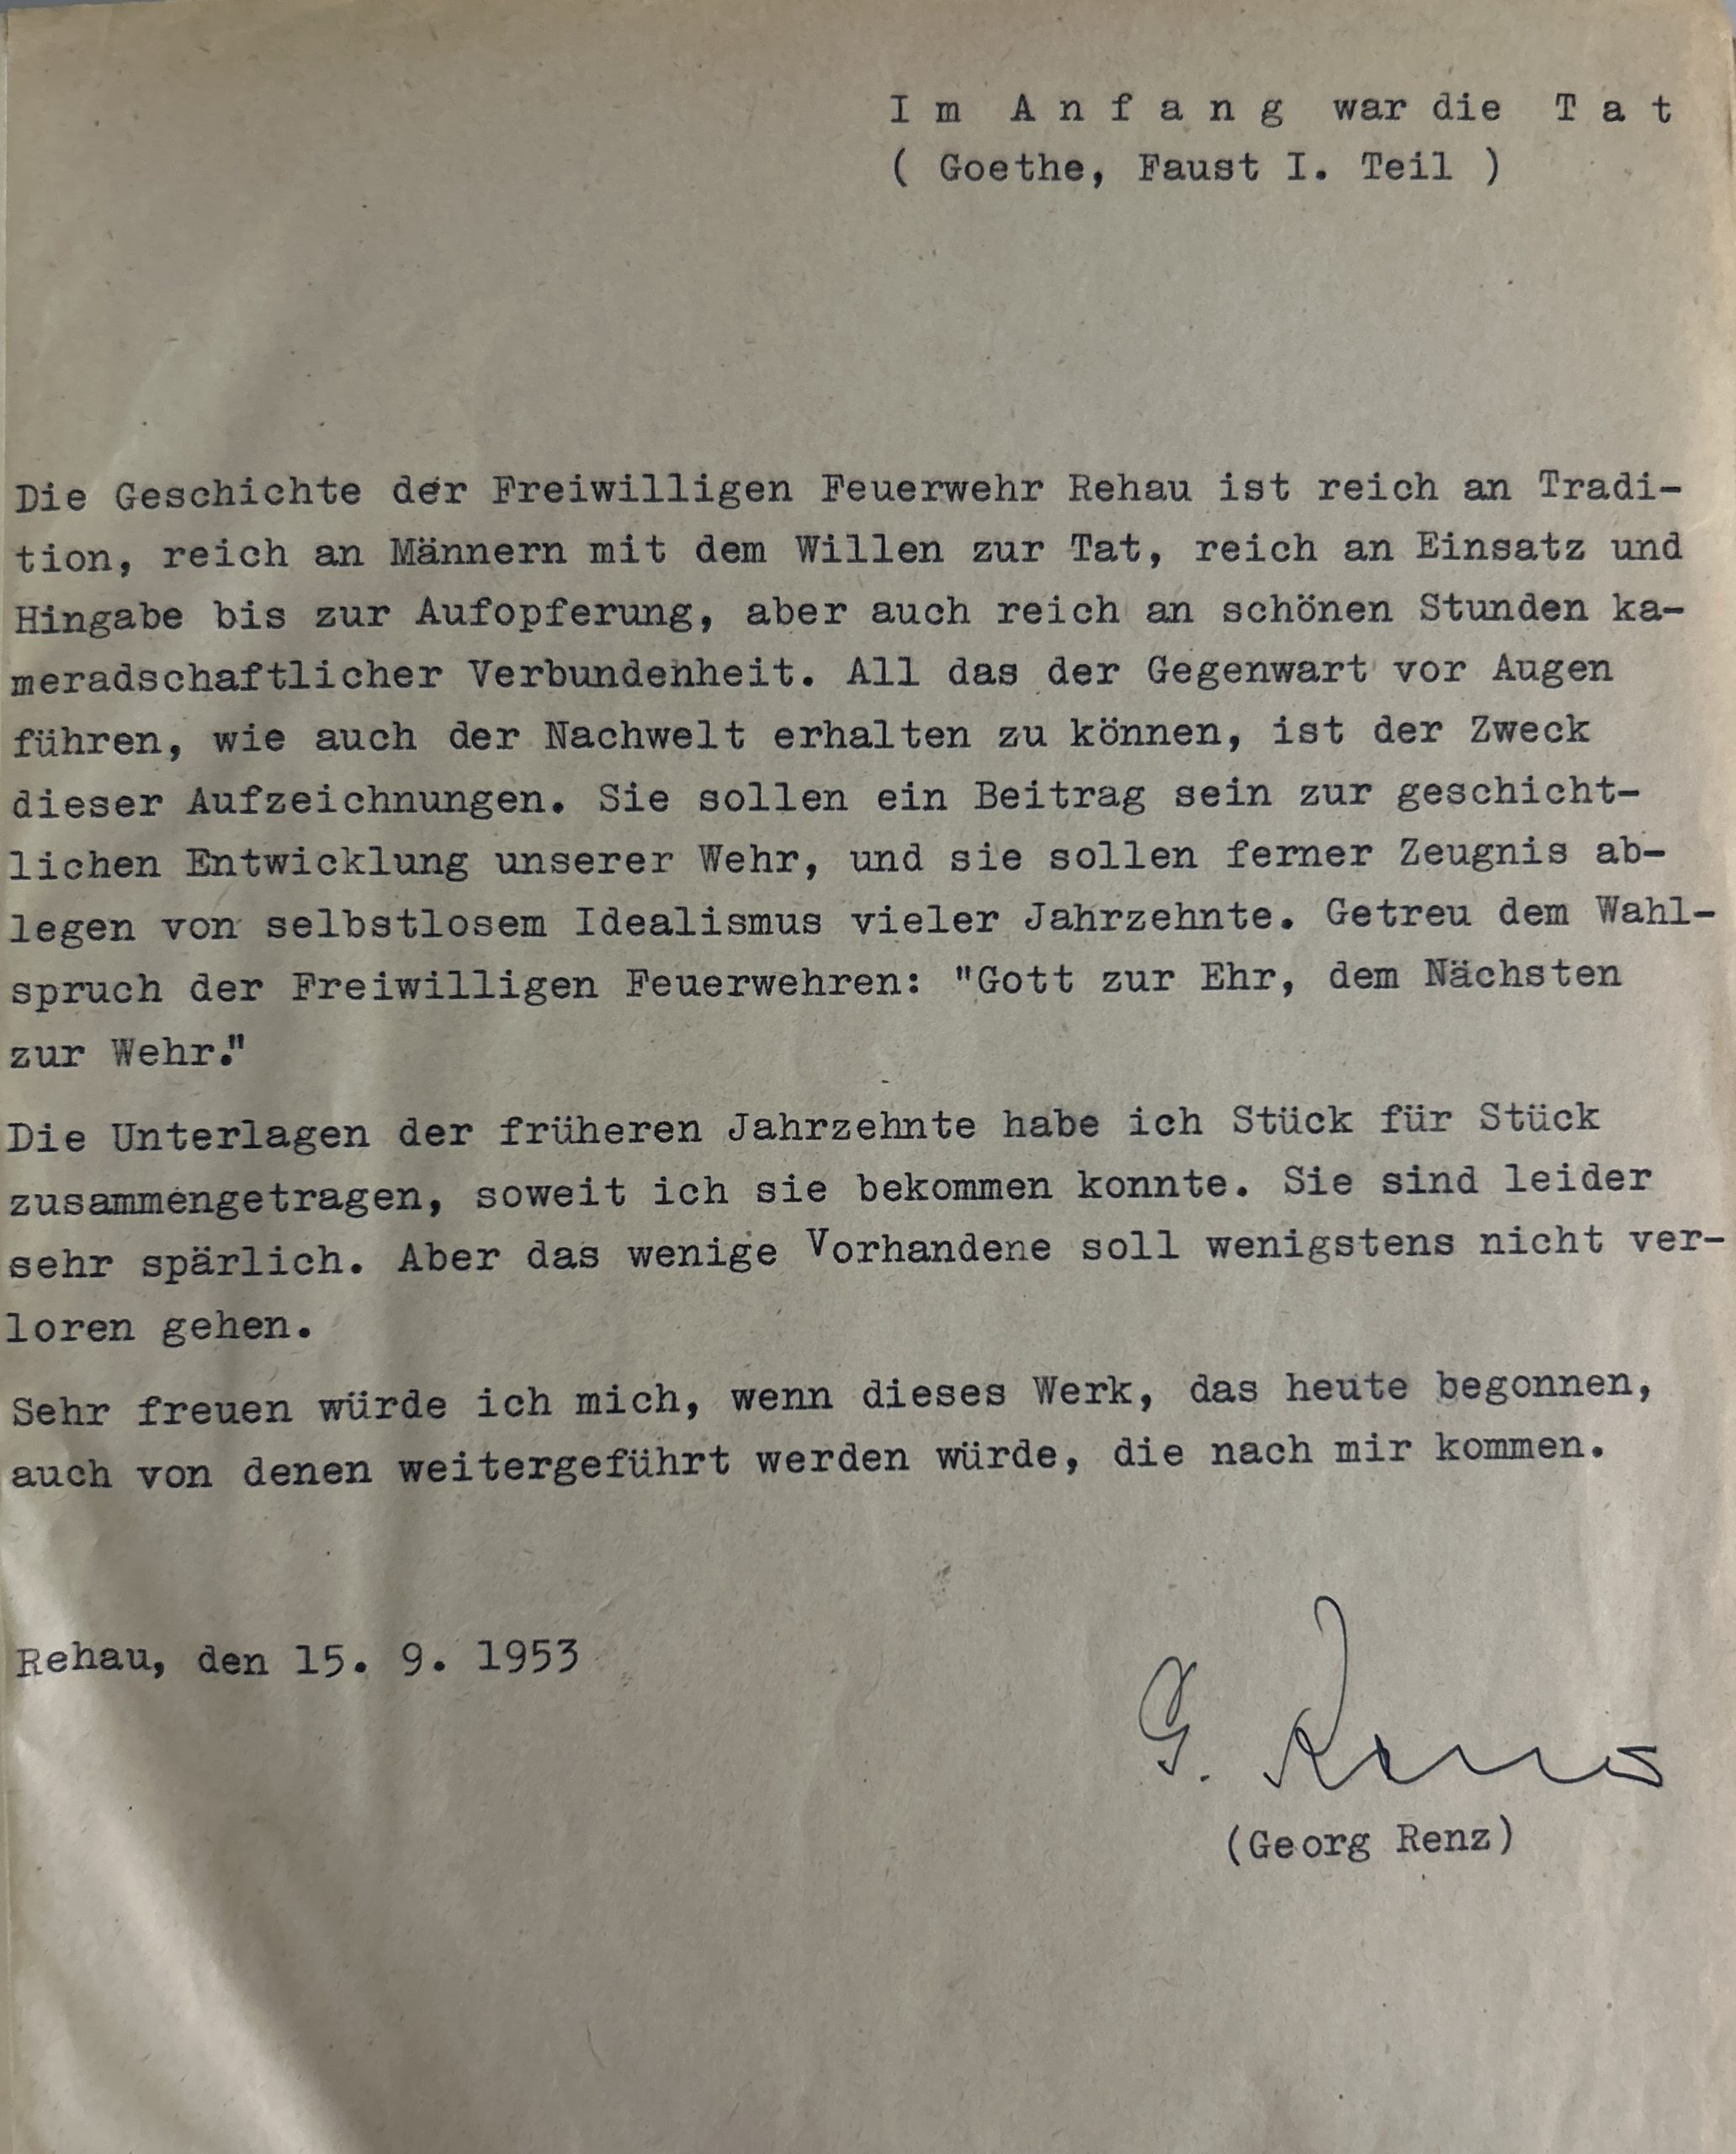 Im Anfang war die Tat
( Goethe, Faust I. Teil )
Die Geschichte der Freiwilligen Feuerwehr Rehau ist reich an Tradi-
tion, reich an Männern mit dem Willen zur Tat, reich an Einsatz und
Hingabe bis zur Aufopferung, aber auch reich an schönen Stunden ka-
meradschaftlicher Verbundenheit. All das der Gegenwart vor Augen
führen, wie auch der Nachwelt erhalten zu können, ist der Zweck
dieser Aufzeichnungen. Sie sollen ein Beitrag sein zur geschicht-
lichen Entwicklung unserer Wehr, und sie sollen ferner Zeugnis ab-
legen von selbstlosem Idealismus vieler Jahrzehnte. Getreu dem Wahl-
spruch der Freiwilligen Feuerwehren: "Gott zur Ehr, dem Nächsten
zur Wehr."
Die Unterlagen der früheren Jahrzehnte habe ich Stück für Stück
zusammengetragen, soweit ich sie bekommen konnte. Sie sind leider
sehr spärlich. Aber das wenige Vorhandene soll wenigstens nicht ver-
loren gehen.
Sehr freuen würde ich mich, wenn dieses Werk, das heute begonnen,
auch von denen weitergeführt werden würde, die nach mir kommen.
Rehau, den 15. 9. 1953
G. Renz
(Georg Renz)